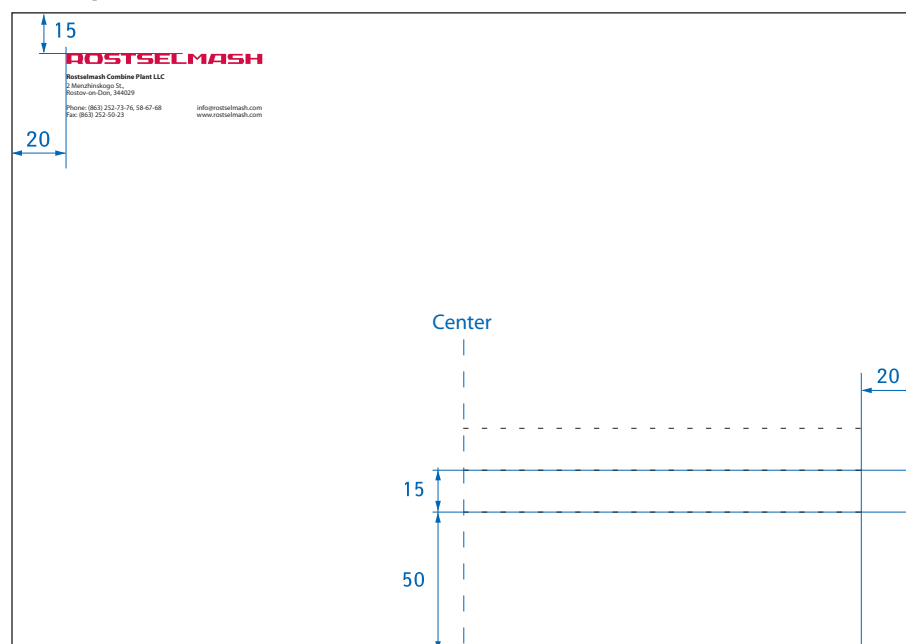 15
ROSTSELMASH
Rostselmash Combine Plant LLC
2 Menzhinskogo St.,
Rostov-on-Don, 344029
Phone: (863) 252-73-76, 58-67-68 info@rostselmash.com
Fax: (863) 252-50-23 www.rostselmash.com
20
Center
20
15
50